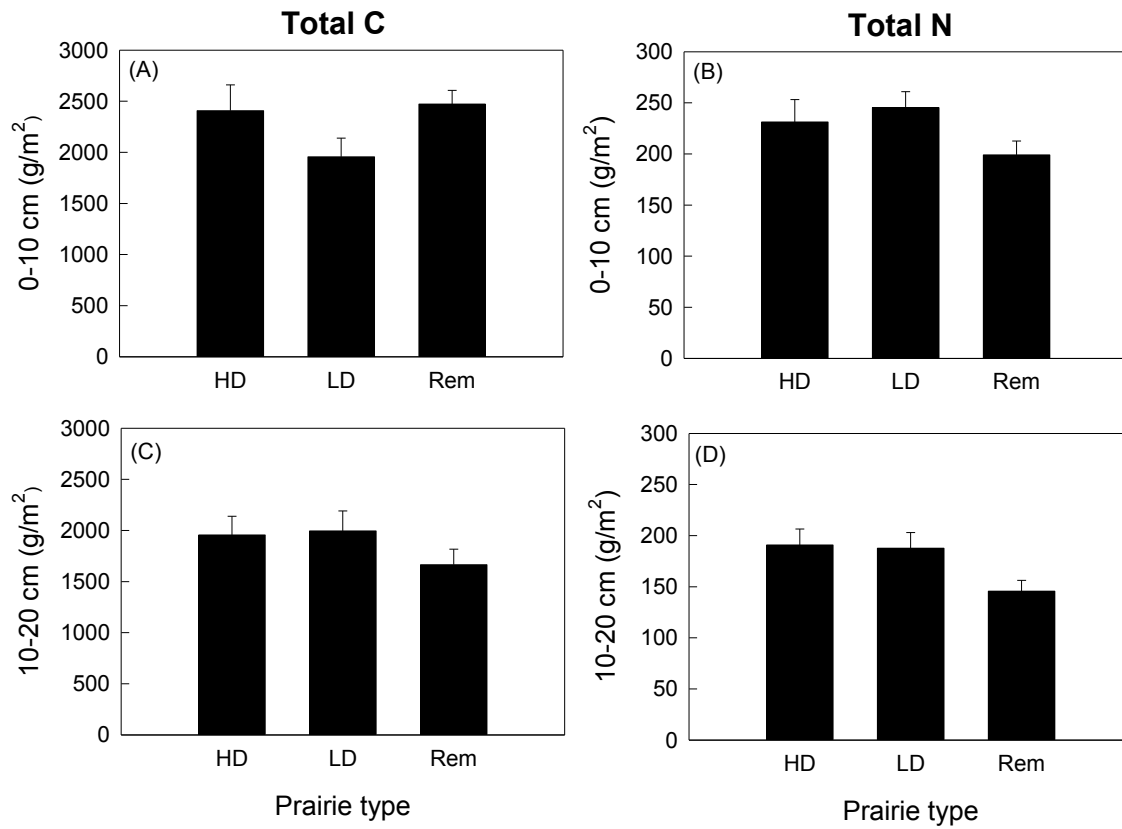 Total C
Total N
(A)
3000
2500
2000
1500
1000
500
0
0-10 cm (g/m²)
HD LD Rem
(B)
300
250
200
150
100
50
0
0-10 cm (g/m²)
HD LD Rem
(C)
3000
2500
2000
1500
1000
500
0
10-20 cm (g/m²)
HD LD Rem
Prairie type
(D)
300
250
200
150
100
50
0
10-20 cm (g/m²)
HD LD Rem
Prairie type